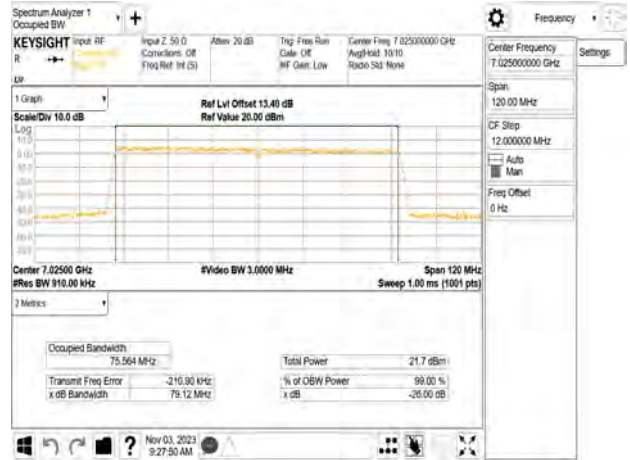 Spectrum Analyzer 1
Occupied BW
Frequency
KEYSIGHT
Input: RF
Input Z: 50 Ω
Corrections: Off
Freq Ref: Int (S)
Atten: 20 dB
Trig: Free Run
Gate: Off
#IF Gain: Low
Center Freq: 7.025000000 GHz
Avg|Hold: 10/10
Radio Std: None
R
LXI
Center Frequency
7.025000000 GHz
Settings
Span
120.00 MHz
CF Step
12.000000 MHz
Auto
Man
Freq Offset
0 Hz
1 Graph
Scale/Div 10.0 dB
Ref Lvl Offset 13.40 dB
Ref Value 20.00 dBm
Log
Center 7.02500 GHz
#Video BW 3.0000 MHz
Span 120 MHz
#Res BW 910.00 kHz
Sweep 1.00 ms (1001 pts)
2 Metrics
Occupied Bandwidth
75.564 MHz
Total Power
21.7 dBm
Transmit Freq Error
-210.90 kHz
% of OBW Power
99.00 %
x dB Bandwidth
79.12 MHz
x dB
-26.00 dB
Nov 03, 2023
9:27:50 AM